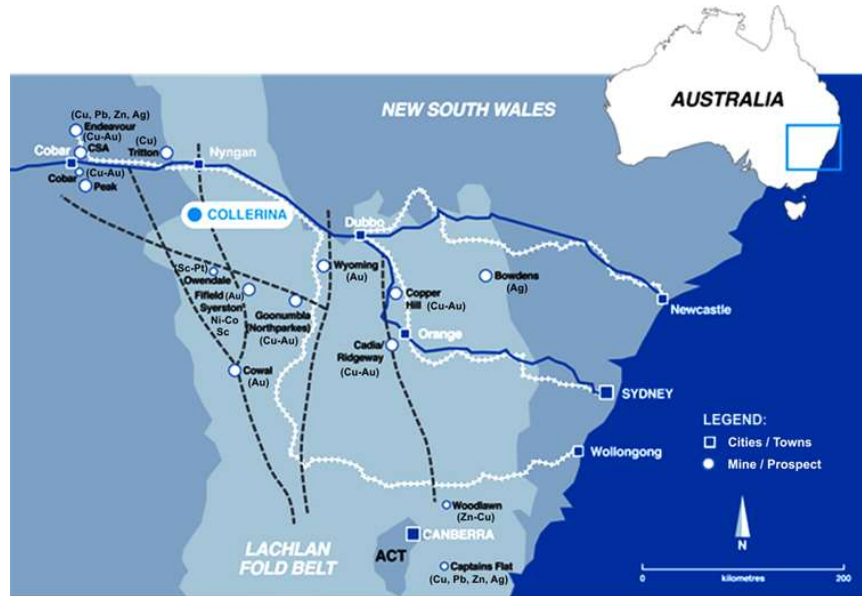 AUSTRALIA
NEW SOUTH WALES
(Cu, Pb, Zn, Ag)
Endeavour
(Cu-Au)
CSA
(Cu)
Tritton
Cobar
Nyngan
Cobar
(Cu-Au)
Peak
COLLERINA
Dubbo
Wyoming
(Au)
(Sc-Pt)
Owendale
Fifield (Au)
Syerston
Ni-Co
Sc
Goonumbla
(Northparkes)
(Cu-Au)
Copper
Hill (Cu-Au)
Bowdens
(Ag)
Newcastle
Orange
Cadia/
Ridgeway
(Cu-Au)
Cowal
(Au)
SYDNEY
LEGEND:
Cities / Towns
Mine / Prospect
Wollongong
Woodlawn
(Zn-Cu)
CANBERRA
ACT
LACHLAN
FOLD BELT
Captains Flat
(Cu, Pb, Zn, Ag)
N
0
kilometres
200